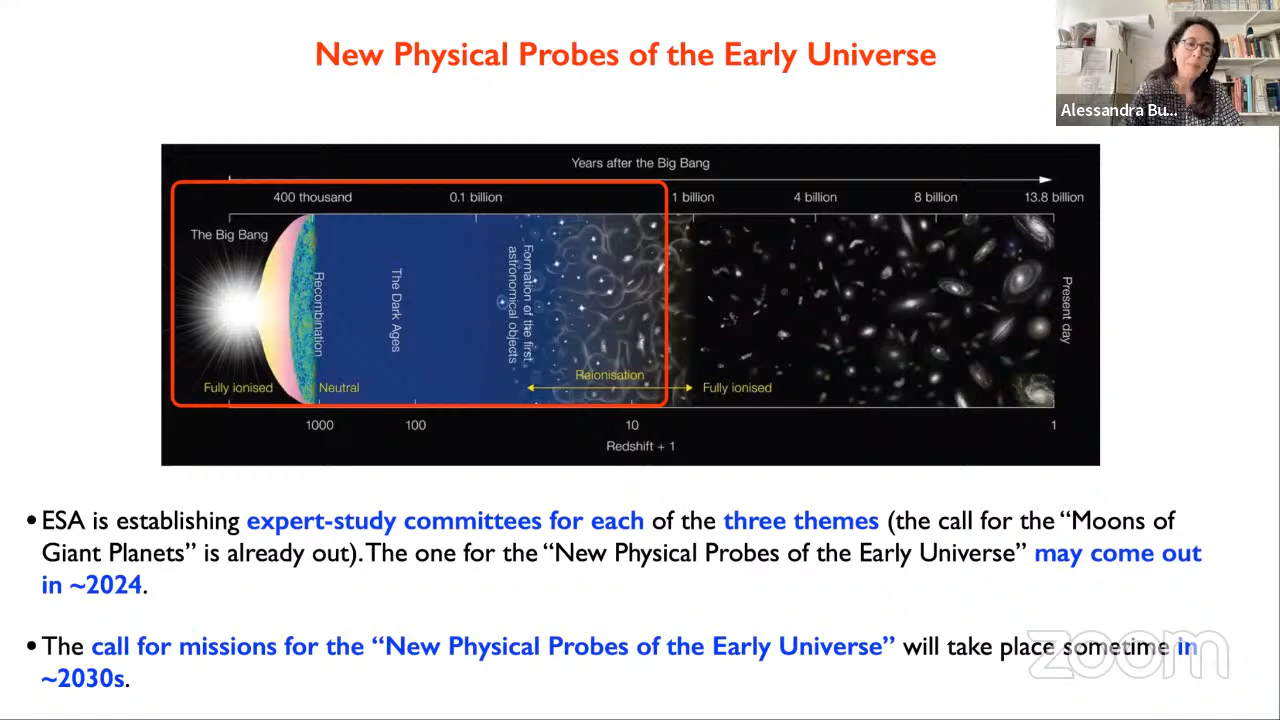 New Physical Probes of the Early Universe
Alessandra Bu...
Years after the Big Bang
400 thousand
0.1 billion
1 billion
4 billion
8 billion
13.8 billion
The Big Bang
Recombination
The Dark Ages
Formation of the first
astronomical objects
Present day
Reionisation
Fully ionised
Neutral
Fully ionised
1000
100
10
1
Redshift + 1
• ESA is establishing expert-study committees for each of the three themes (the call for the “Moons of
Giant Planets” is already out). The one for the “New Physical Probes of the Early Universe” may come out
in ~2024.
• The call for missions for the “New Physical Probes of the Early Universe” will take place sometime in
~2030s.
zoom